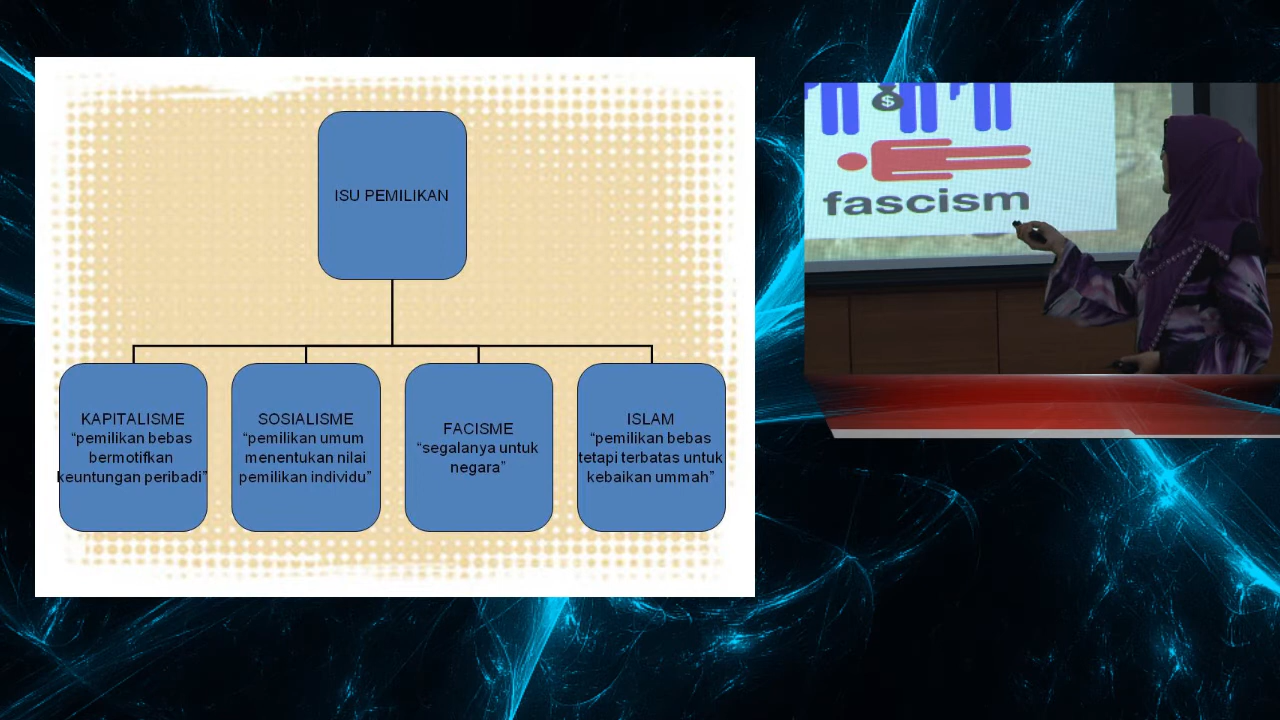 ISU PEMILIKAN
KAPITALISME
“pemilikan bebas
bermotifkan
keuntungan peribadi”
SOSIALISME
“pemilikan umum
menentukan nilai
pemilikan individu”
FACISME
“segalanya untuk
negara”
ISLAM
“pemilikan bebas
tetapi terbatas untuk
kebaikan ummah”
$
fascism